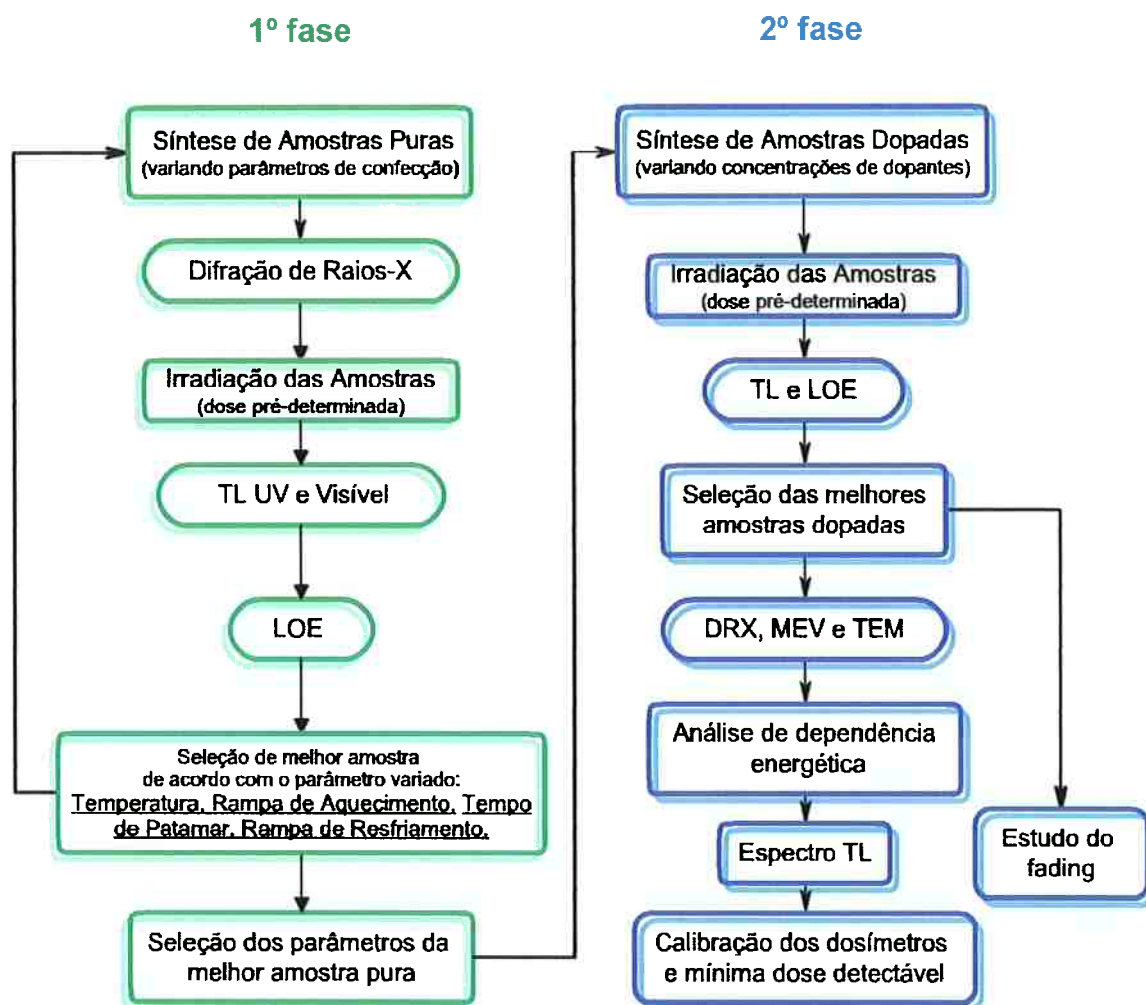 1º fase
Síntese de Amostras Puras
(variando parâmetros de confecção)
Difração de Raios-X
Irradiação das Amostras
(dose pré-determinada)
TL UV e Visível
LOE
Seleção de melhor amostra
de acordo com o parâmetro variado:
Temperatura, Rampa de Aquecimento, Tempo
de Patamar, Rampa de Resfriamento,
Seleção dos parâmetros da
melhor amostra pura
2º fase
Síntese de Amostras Dopadas
(variando concentrações de dopantes)
Irradiação das Amostras
(dose pré-determinada)
TL e LOE
Seleção das melhores
amostras dopadas
DRX, MEV e TEM
Análise de dependência
energética
Espectro TL
Calibração dos dosímetros
e mínima dose detectável
Estudo do
fading